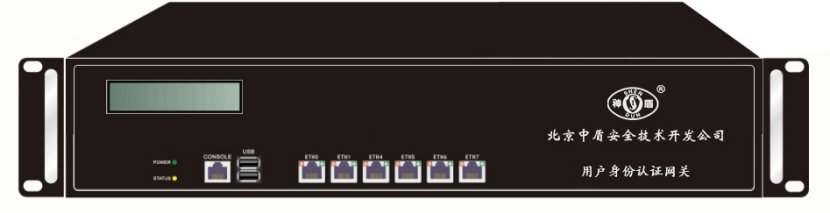 SHEN
神 盾
DUN
®
北京中盾安全技术开发公司
用户身份认证网关
POWER
STATUS
CONSOLE
USB
ETH0 ETH1 ETH4 ETH5 ETH6 ETH7